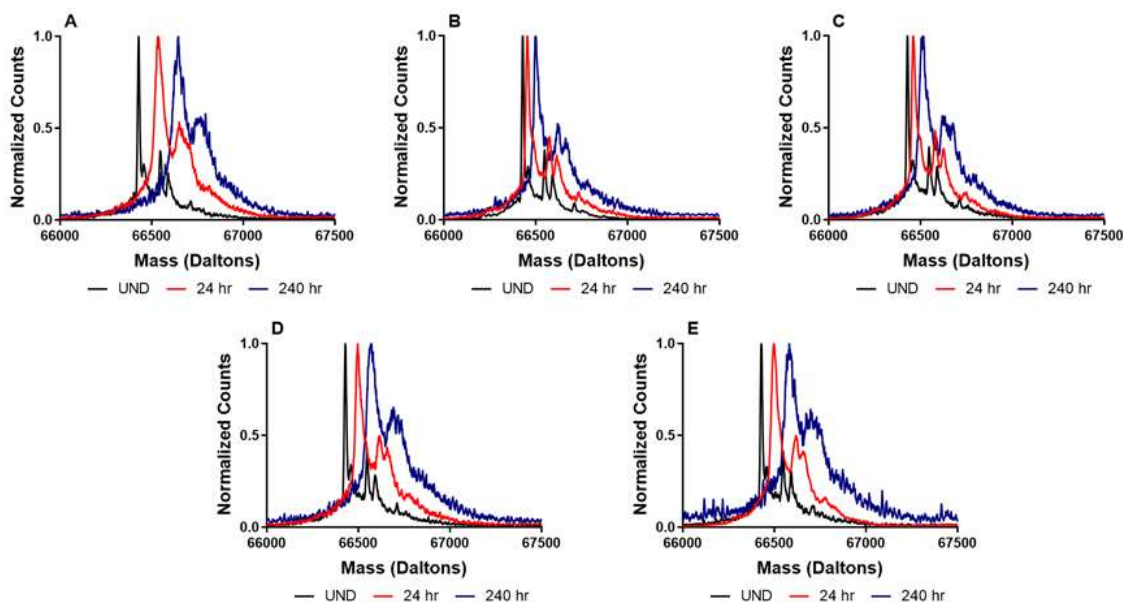 A
Normalized Counts
1.0
0.5
0.0
66000 66500 67000 67500
Mass (Daltons)
UND 24 hr 240 hr
B
Normalized Counts
1.0
0.5
0.0
66000 66500 67000 67500
Mass (Daltons)
UND 24 hr 240 hr
C
Normalized Counts
1.0
0.5
0.0
66000 66500 67000 67500
Mass (Daltons)
UND 24 hr 240 hr
D
Normalized Counts
1.0
0.5
0.0
66000 66500 67000 67500
Mass (Daltons)
UND 24 hr 240 hr
E
Normalized Counts
1.0
0.5
0.0
66000 66500 67000 67500
Mass (Daltons)
UND 24 hr 240 hr